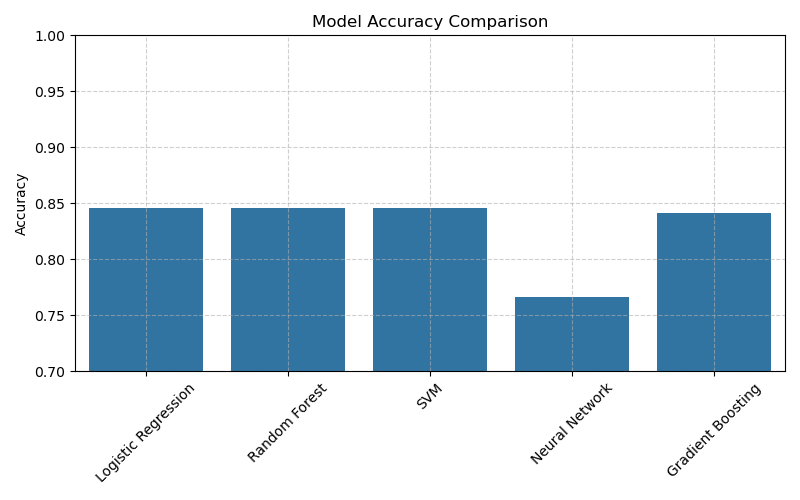 Model Accuracy Comparison
Accuracy
1.00
0.95
0.90
0.85
0.80
0.75
0.70
Logistic Regression
Random Forest
SVM
Neural Network
Gradient Boosting